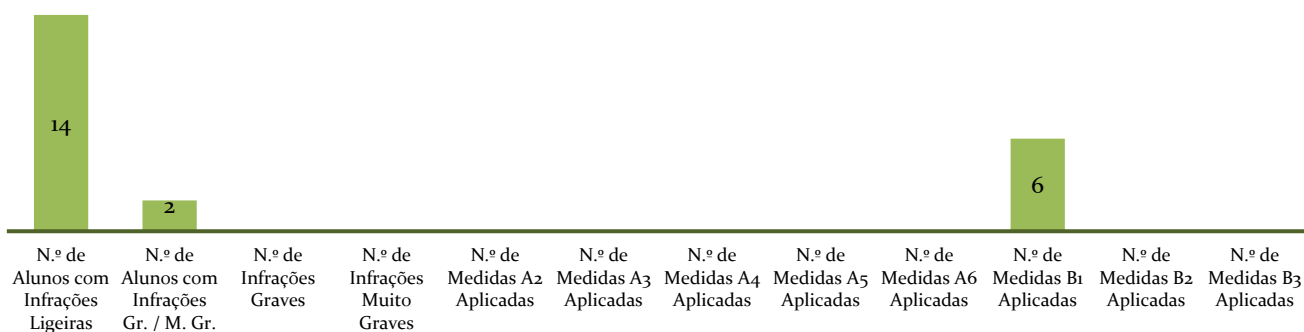 14
2
6
N.º de Alunos com Infrações Ligeiras
N.º de Alunos com Infrações Gr. / M. Gr.
N.º de Infrações Graves
N.º de Infrações Muito Graves
N.º de Medidas A2 Aplicadas
N.º de Medidas A3 Aplicadas
N.º de Medidas A4 Aplicadas
N.º de Medidas A5 Aplicadas
N.º de Medidas A6 Aplicadas
N.º de Medidas B1 Aplicadas
N.º de Medidas B2 Aplicadas
N.º de Medidas B3 Aplicadas